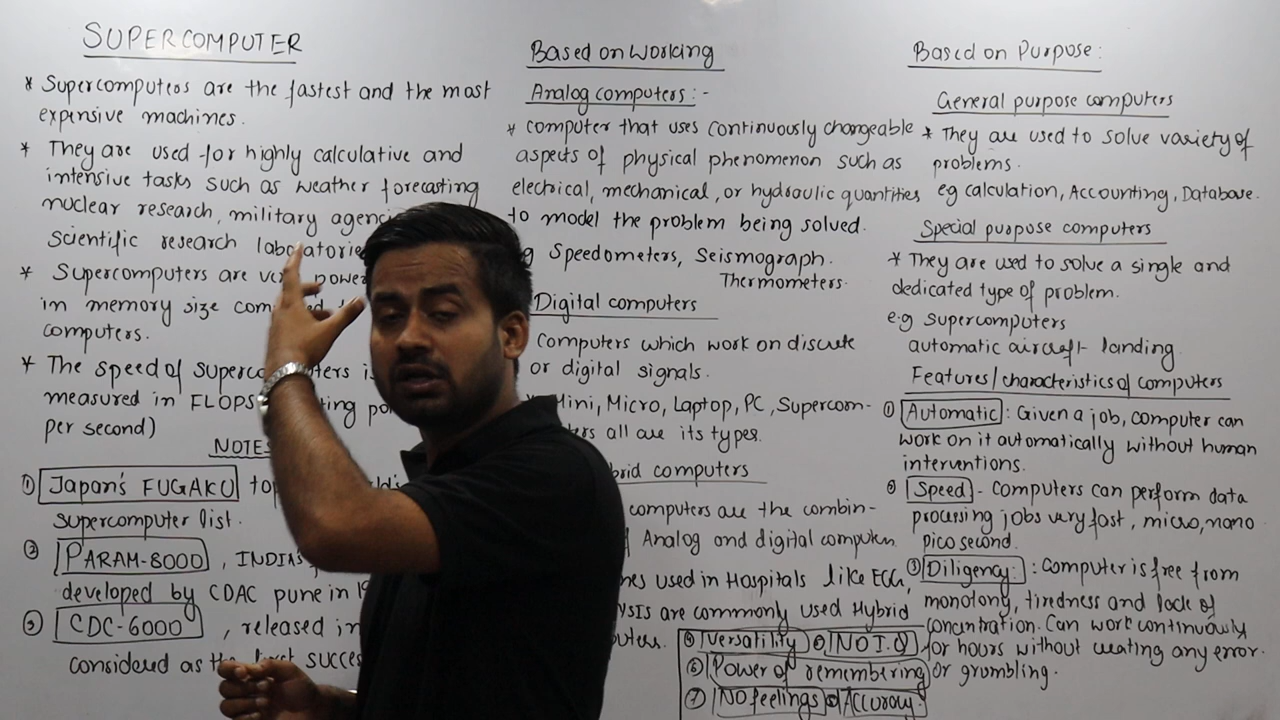 SUPERCOMPUTER
* Supercomputers are the fastest and the most
expensive machines.
* They are used for highly calculative and
intensive tasks such as weather forecasting
nuclear research, military
Scientific research
* Supercomputers are
in memory size
computers.
* The speed of
measured in FLOPS
per second)
NOTE
① Japan's FUGAKU
supercomputer list.
② PARAM-8000 ,
developed by CDAC pune in
③ CDC-6000 , released in
considered as the first
Based on Working
Analog computers :-
* computer that uses continuously changeable
aspects of physical phenomenon such as
electrical, mechanical, or hydraulic quantities
to model the problem being solved.
Speedometers, Seismograph.
Thermometers.
Digital computers
Computers which work on discrete
or digital signals.
Mini, Micro, Laptop, PC, Supercom-
all are its types.
computers
computers are the combin-
Analog and digital computers.
used in Hospitals like ECG,
are commonly used Hybrid
⑤ Versatility ⑧ NO I.Q
⑥ Power of remembering
⑦ No feelings Accuracy.
Based on Purpose :
General purpose computers
* They are used to solve variety of
problems.
eg calculation, Accounting, Database.
Special purpose computers
* They are used to solve a single and
dedicated type of problem.
e.g Supercomputers
automatic aircraft landing
Features/characteristics of computers
① Automatic : Given a job, computer can
work on it automatically without human
interventions.
② Speed - Computers can perform data
processing jobs very fast, micro, nano
pico second.
③ Diligency: : Computer is free from
monotony, tiredness and lack of
concentration. Can work continuously
for hours without creating any error.
or grumbling.